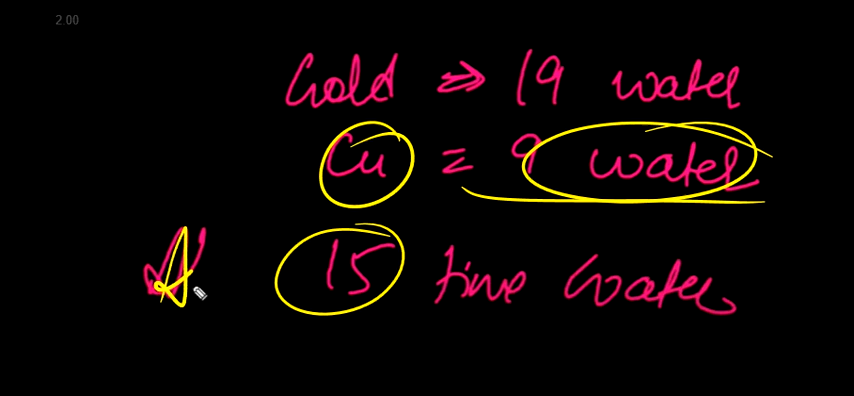 2.00
Gold ⇒ 19 water
Cu = 9 water
A 15 time water